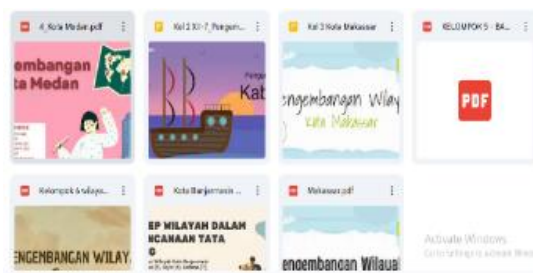 4_Kota Medan.pdf
embangan
ta Medan
Kel 2 XII-7_Pengem...
Pengem
Kab
Kel 3 Kota Makassar
engembangan Wilay
Kota Makassar
KELOMPOK 5 - BA...
PDF
Kelompok 6 wilaya...
ENGEMBANGAN WILAY
Kota Banjarmasin ...
EP WILAYAH DALAM
NCANAAN TATA
G
Makassar.pdf
engembangan Wilayah
Activate Windows